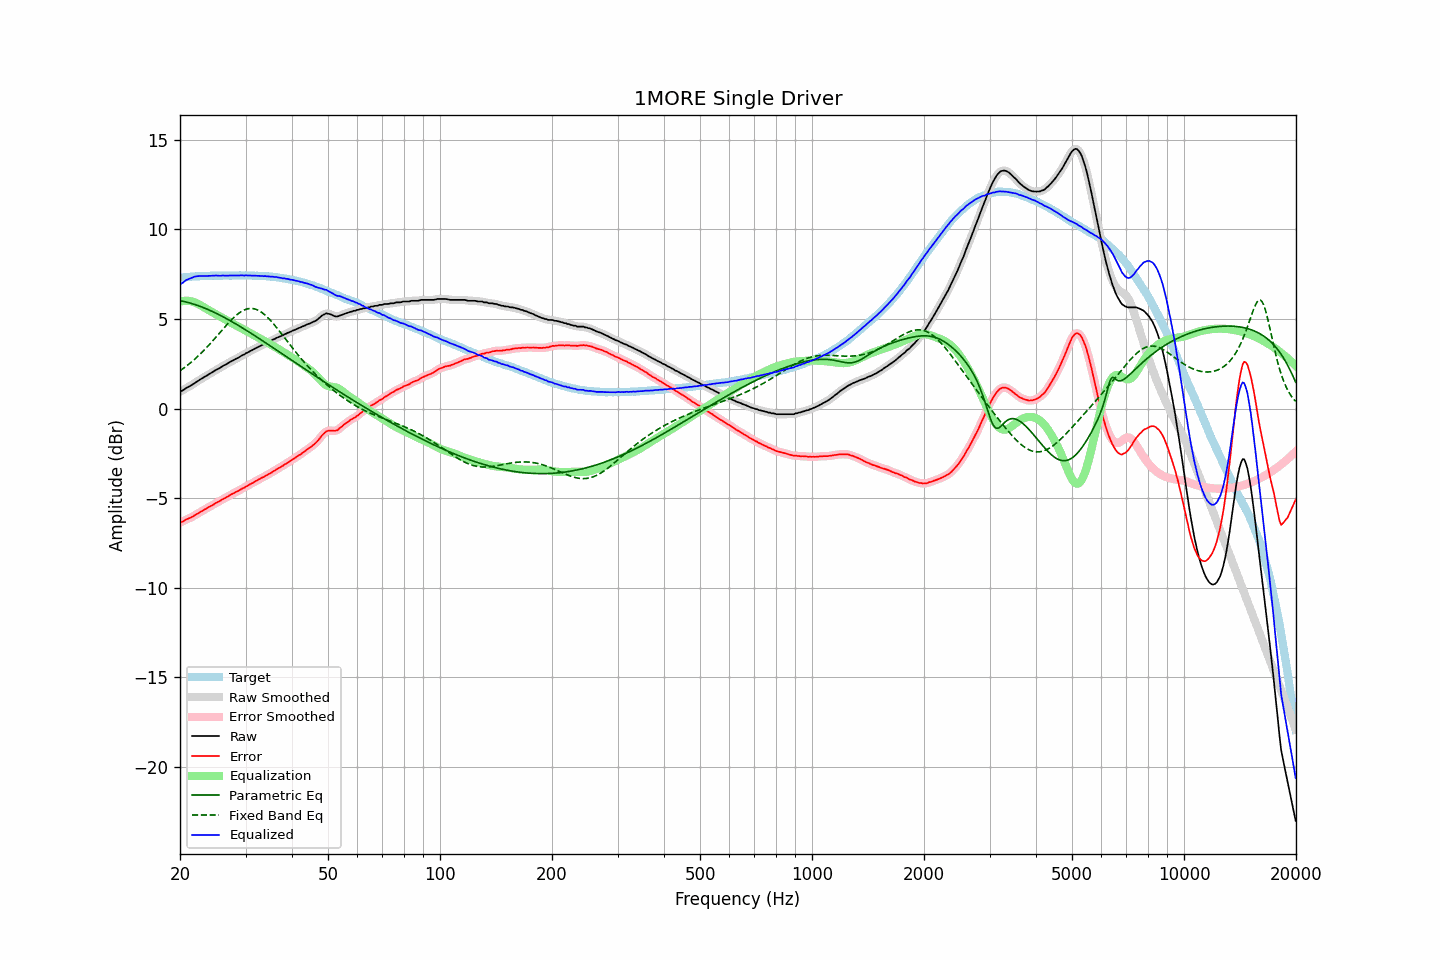 1MORE Single Driver
Amplitude (dBr)
15
10
5
0
−5
−10
−15
−20
Target
Raw Smoothed
Error Smoothed
Raw
Error
Equalization
Parametric Eq
Fixed Band Eq
Equalized
20 50 100 200 500 1000 2000 5000 10000 20000
Frequency (Hz)